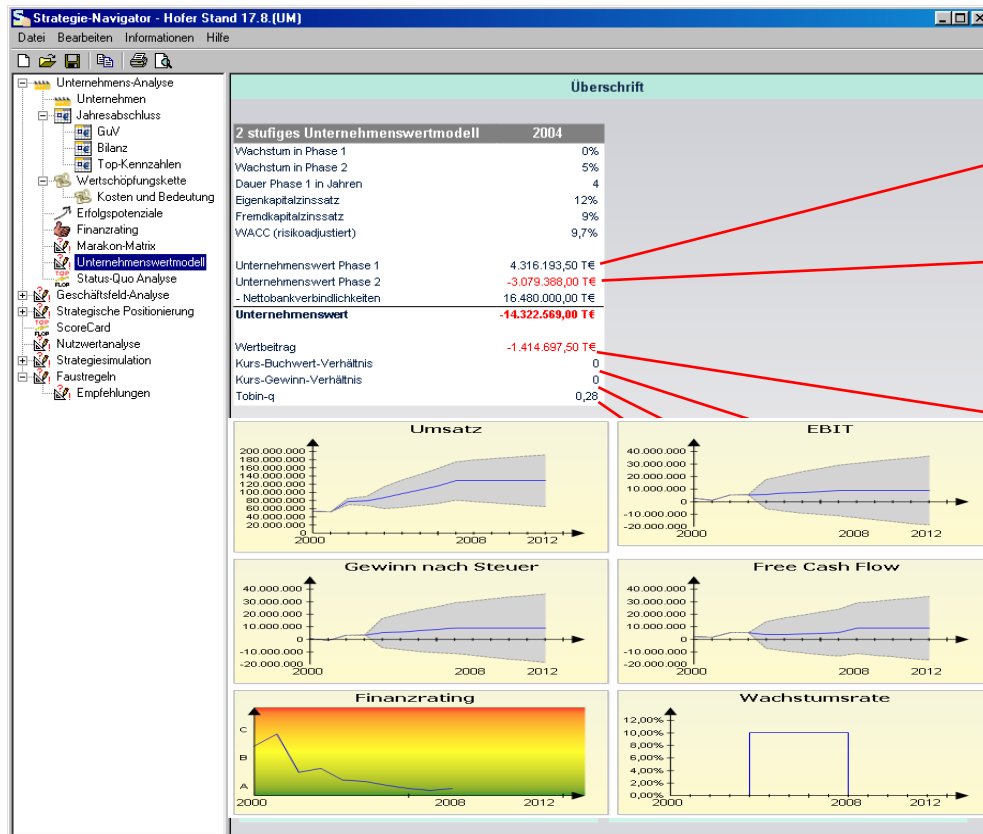 Strategie-Navigator - Hofer Stand 17.8.(UM)
Datei Bearbeiten Informationen Hilfe
Unternehmens-Analyse
Unternehmen
Jahresabschluss
GuV
Bilanz
Top-Kennzahlen
Wertschöpfungskette
Kosten und Bedeutung
Erfolgspotenziale
Finanzrating
Marakon-Matrix
Unternehmenswertmodell
Status-Quo Analyse
Geschäftsfeld-Analyse
Strategische Positionierung
ScoreCard
Nutzwertanalyse
Strategiesimulation
Faustregeln
Empfehlungen
Überschrift
2 stufiges Unternehmenswertmodell 2004
Wachstum in Phase 1 0%
Wachstum in Phase 2 5%
Dauer Phase 1 in Jahren 4
Eigenkapitalzinssatz 12%
Fremdkapitalzinssatz 9%
WACC (risikoadjustiert) 9,7%
Unternehmenswert Phase 1 4.316.193,50 T€
Unternehmenswert Phase 2 -3.079.388,00 T€
- Nettobankverbindlichkeiten 16.480.000,00 T€
Unternehmenswert -14.322.569,00 T€
Wertbeitrag -1.414.697,50 T€
Kurs-Buchwert-Verhältnis 0
Kurs-Gewinn-Verhältnis 0
Tobin-q 0,28
Umsatz
200.000.000
180.000.000
160.000.000
140.000.000
120.000.000
100.000.000
80.000.000
60.000.000
40.000.000
20.000.000
0
2000 2008 2012
EBIT
40.000.000
30.000.000
20.000.000
10.000.000
0
-10.000.000
-20.000.000
2000 2008 2012
Gewinn nach Steuer
40.000.000
30.000.000
20.000.000
10.000.000
0
-10.000.000
-20.000.000
2000 2008 2012
Free Cash Flow
40.000.000
30.000.000
20.000.000
10.000.000
0
-10.000.000
-20.000.000
2000 2008 2012
Finanzrating
C
B
A
2000 2008 2012
Wachstumsrate
12,00%
10,00%
8,00%
6,00%
4,00%
2,00%
0,00%
2000 2008 2012